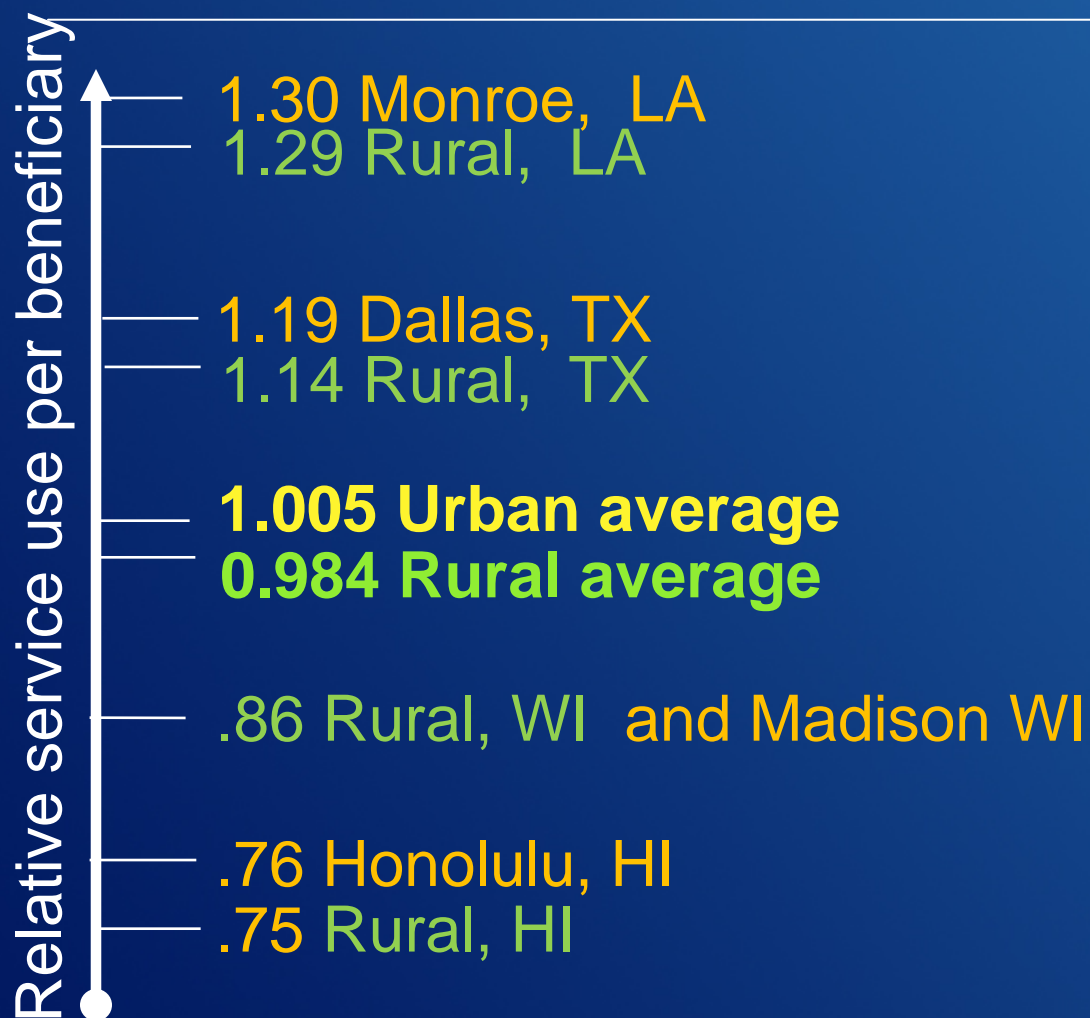 Relative service use per beneficiary
1.30 Monroe, LA
1.29 Rural, LA
1.19 Dallas, TX
1.14 Rural, TX
1.005 Urban average
0.984 Rural average
.86 Rural, WI and Madison WI
.76 Honolulu, HI
.75 Rural, HI